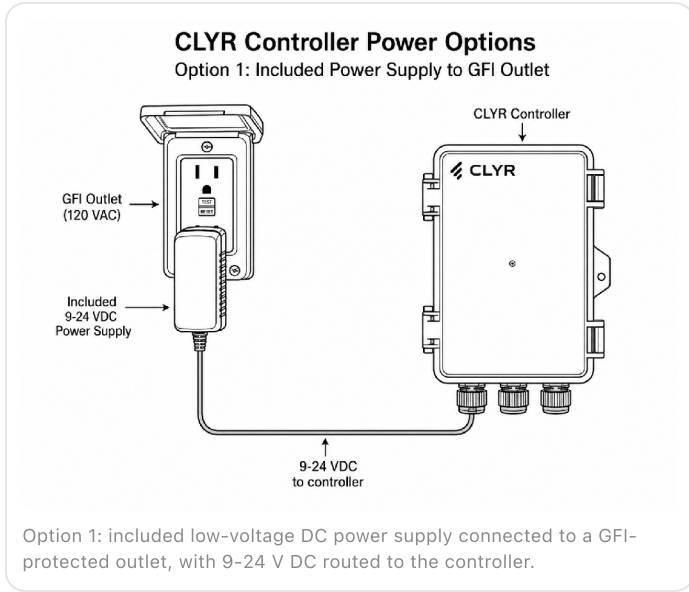 CLYR Controller Power Options
Option 1: Included Power Supply to GFI Outlet
CLYR Controller
CLYR
GFI Outlet
(120 VAC)
TEST
RESET
Included
9-24 VDC
Power Supply
9-24 VDC
to controller
Option 1: included low-voltage DC power supply connected to a GFI-
protected outlet, with 9-24 V DC routed to the controller.